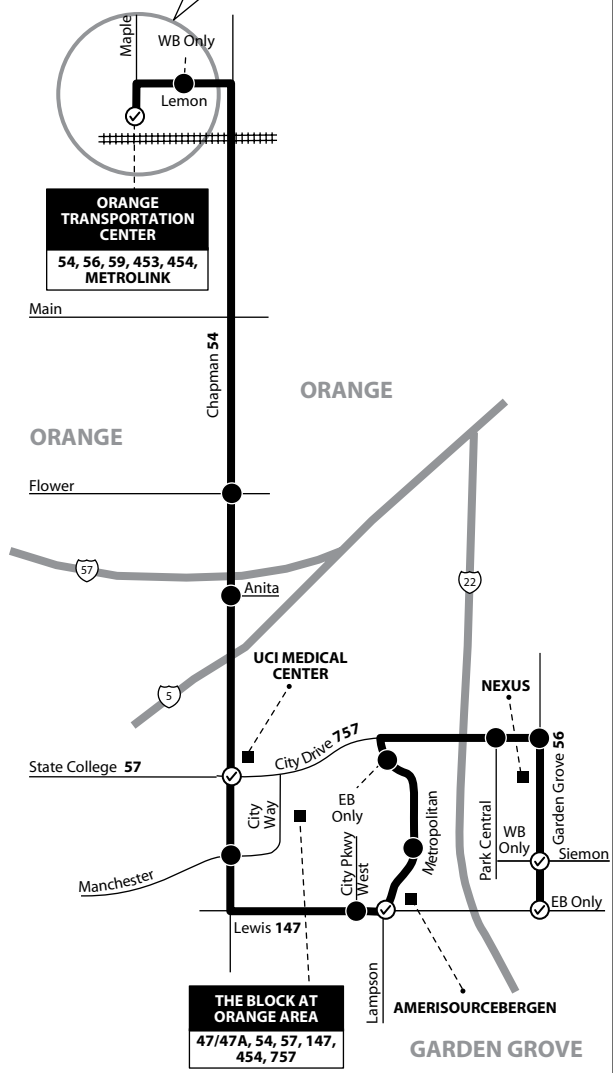 Maple
WB Only
Lemon
ORANGE
TRANSPORTATION
CENTER
54, 56, 59, 453, 454,
METROLINK
Main
Chapman 54
ORANGE
ORANGE
Flower
57
22
Anita
UCI MEDICAL
CENTER
5
NEXUS
City Drive 757
State College 57
City
Way
EB
Only
Metropolitan
Garden Grove 56
Park Central
WB
Only
City Pkwy
West
Siemon
Manchester
EB Only
Lewis 147
Lampson
THE BLOCK AT
ORANGE AREA
47/47A, 54, 57, 147,
454, 757
AMERISOURCEBERGEN
GARDEN GROVE